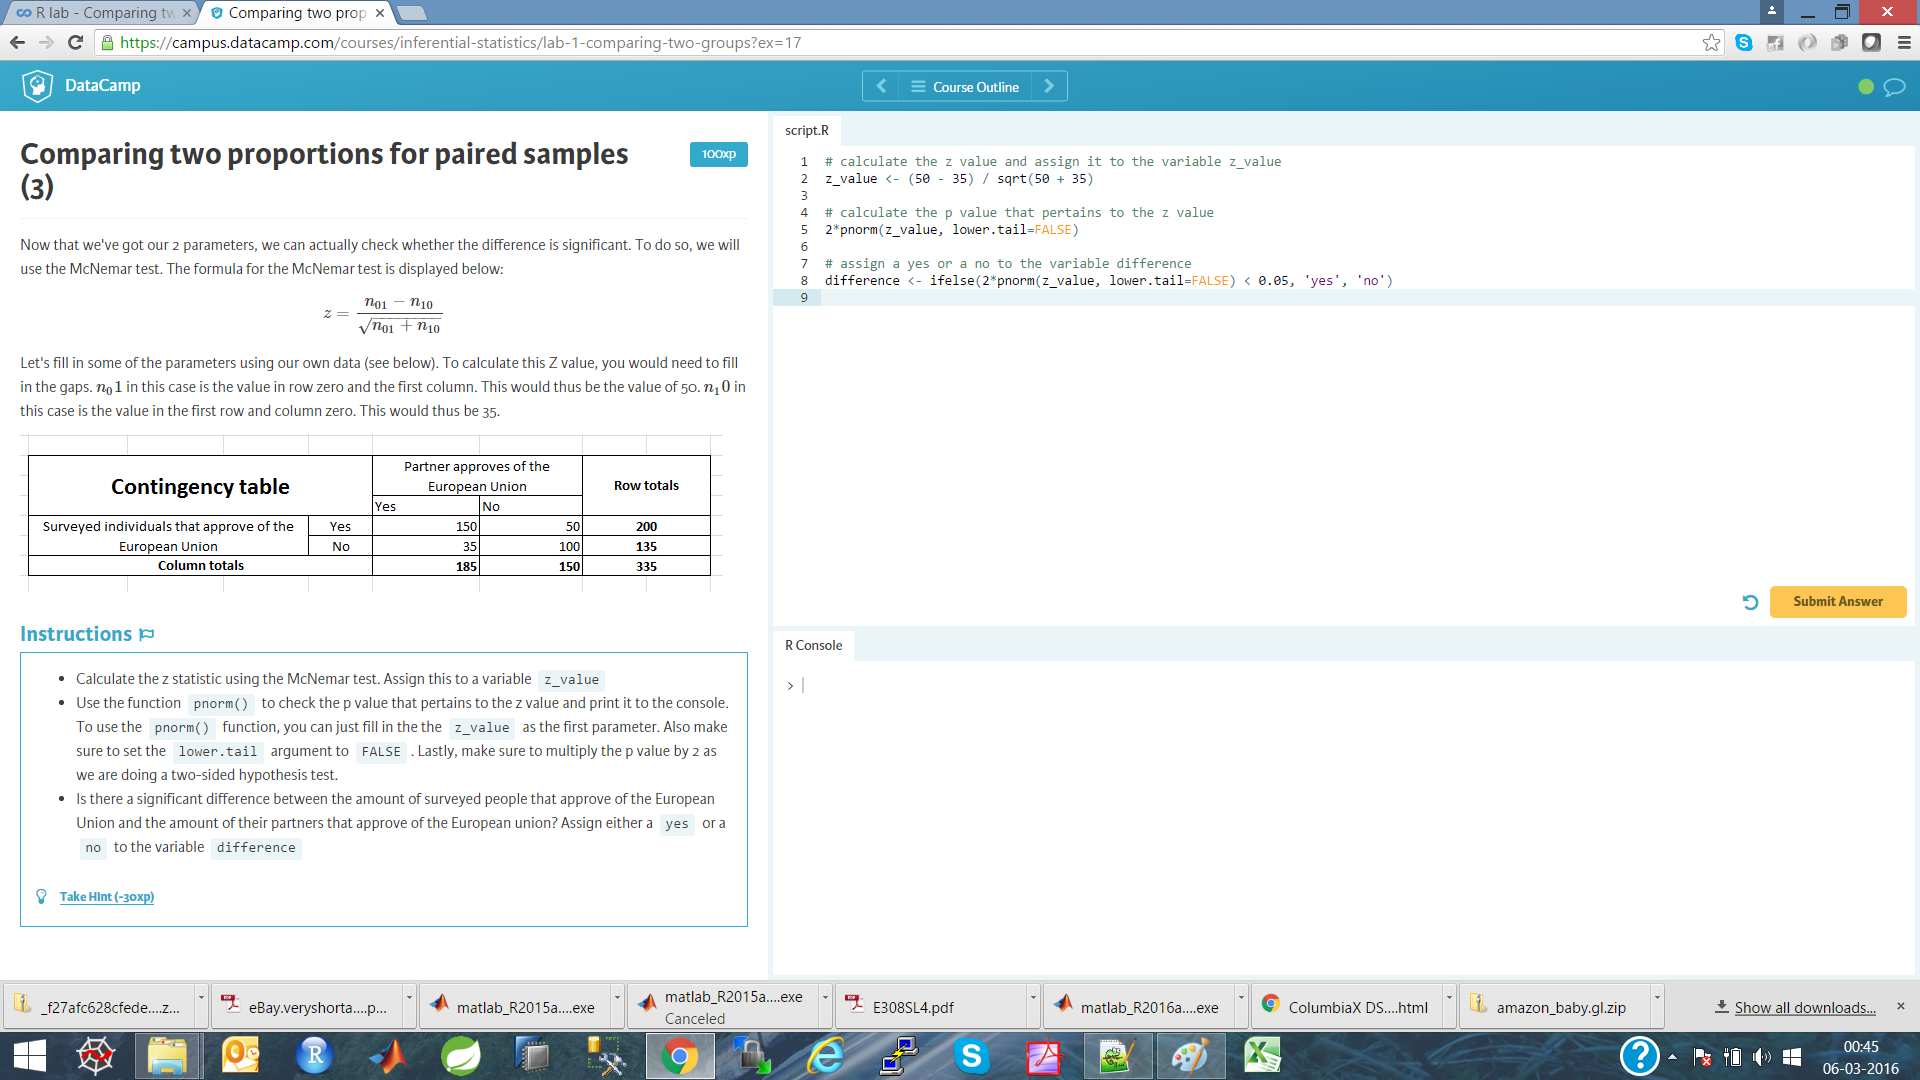 R lab - Comparing tw
Comparing two prop
https://campus.datacamp.com/courses/inferential-statistics/lab-1-comparing-two-groups?ex=17
DataCamp
Course Outline
Comparing two proportions for paired samples
(3)
100xp
Now that we've got our 2 parameters, we can actually check whether the difference is significant. To do so, we will
use the McNemar test. The formula for the McNemar test is displayed below:
z = (n01 − n10) / √(n01 + n10)
Let's fill in some of the parameters using our own data (see below). To calculate this Z value, you would need to fill
in the gaps. n₀1 in this case is the value in row zero and the first column. This would thus be the value of 50. n₁0 in
this case is the value in the first row and column zero. This would thus be 35.
Contingency table
Partner approves of the
European Union
Row totals
Yes No
Surveyed individuals that approve of the
European Union
Yes 150 50 200
No 35 100 135
Column totals 185 150 335
Instructions
• Calculate the z statistic using the McNemar test. Assign this to a variable z_value
• Use the function pnorm() to check the p value that pertains to the z value and print it to the console.
To use the pnorm() function, you can just fill in the the z_value as the first parameter. Also make
sure to set the lower.tail argument to FALSE . Lastly, make sure to multiply the p value by 2 as
we are doing a two-sided hypothesis test.
• Is there a significant difference between the amount of surveyed people that approve of the European
Union and the amount of their partners that approve of the European union? Assign either a yes or a
no to the variable difference
Take Hint (-30xp)
script.R
1 # calculate the z value and assign it to the variable z_value
2 z_value <- (50 - 35) / sqrt(50 + 35)
3
4 # calculate the p value that pertains to the z value
5 2*pnorm(z_value, lower.tail=FALSE)
6
7 # assign a yes or a no to the variable difference
8 difference <- ifelse(2*pnorm(z_value, lower.tail=FALSE) < 0.05, 'yes', 'no')
9
Submit Answer
R Console
>
_f27afc628cfede....z...
eBay.veryshorta....p...
matlab_R2015a....exe
matlab_R2015a....exe
Canceled
E308SL4.pdf
matlab_R2016a....exe
ColumbiaX DS....html
amazon_baby.gl.zip
Show all downloads...
00:45
06-03-2016